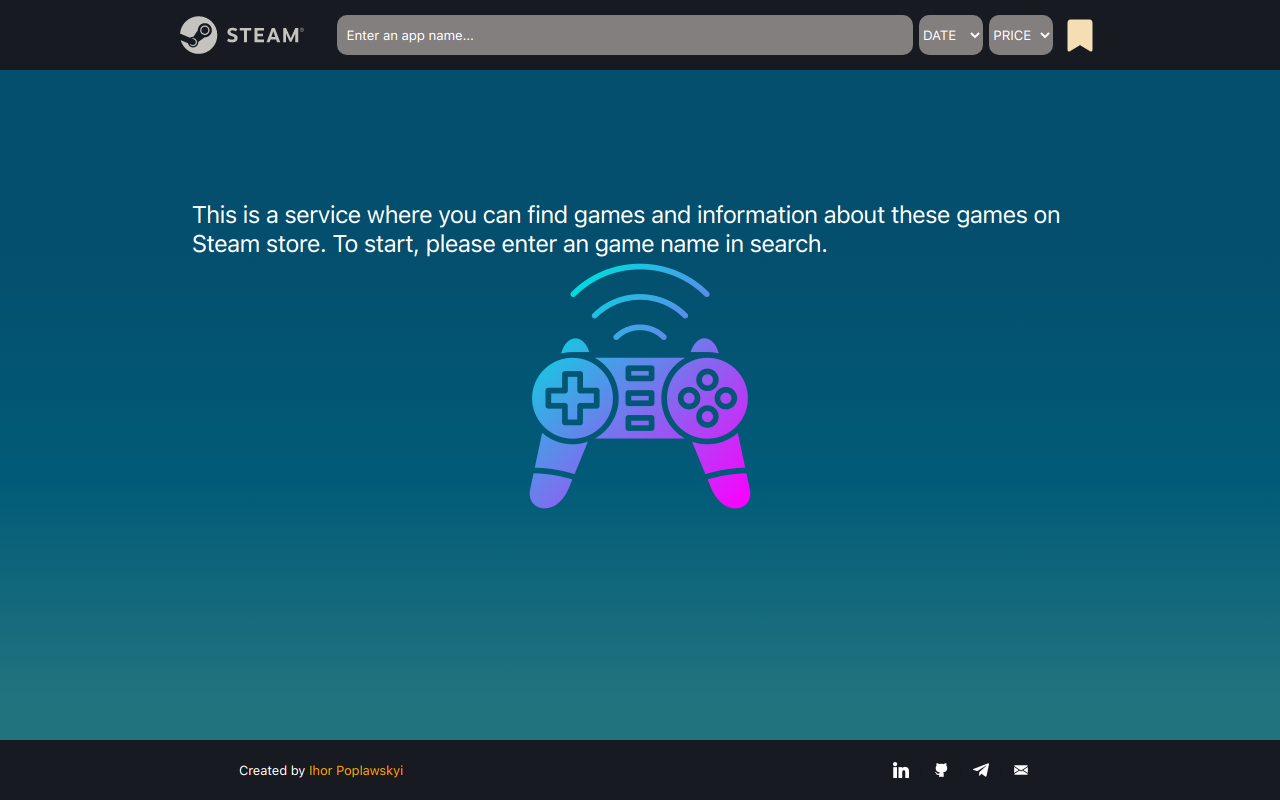 STEAM®
Enter an app name...
DATE
PRICE
This is a service where you can find games and information about these games on
Steam store. To start, please enter an game name in search.
Created by Ihor Poplawskyi
in